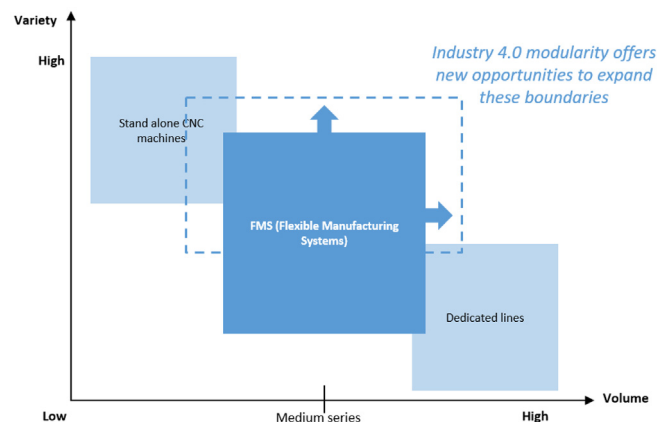 Variety
High
Industry 4.0 modularity offers
new opportunities to expand
these boundaries
Stand alone CNC
machines
FMS (Flexible Manufacturing
Systems)
Dedicated lines
Volume
Low
Medium series
High